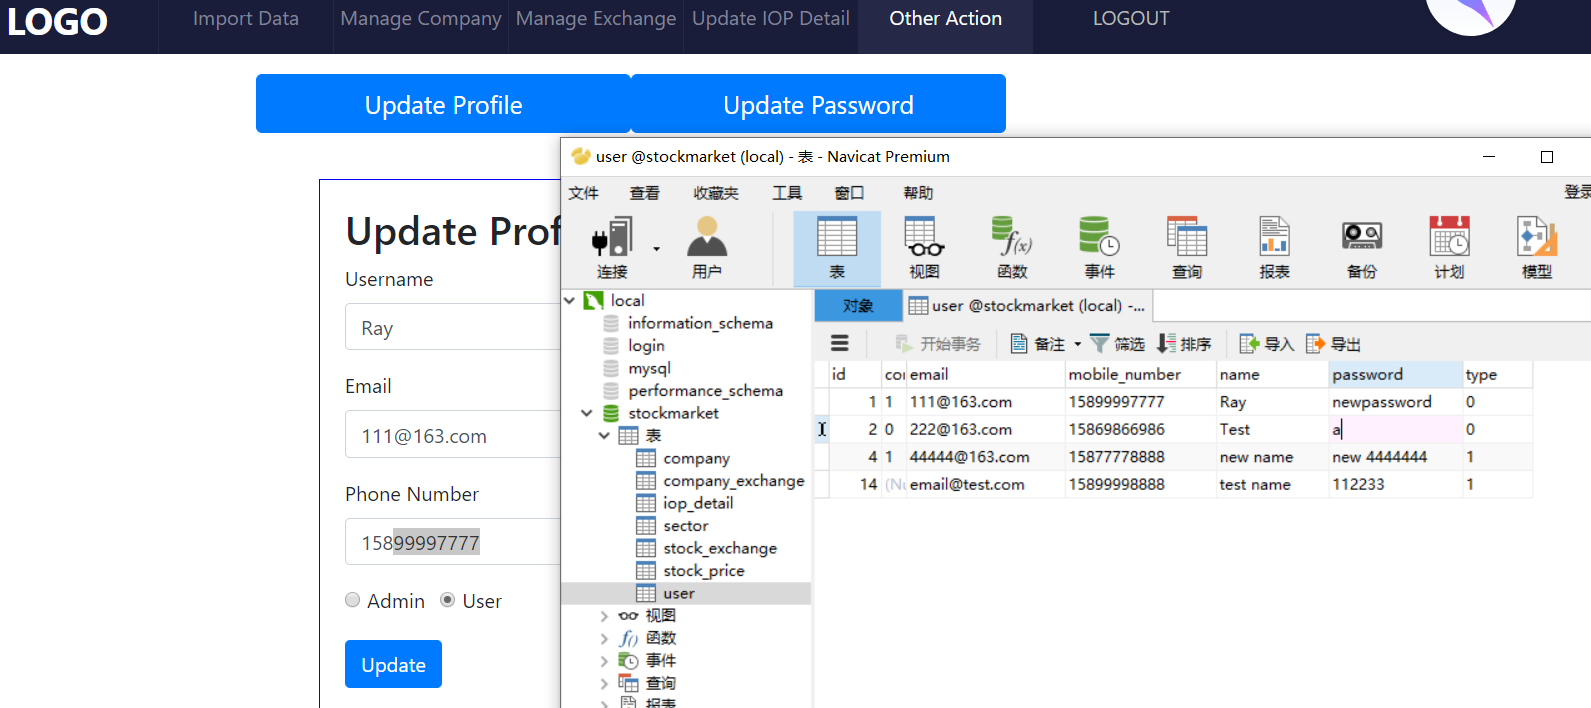 LOGO Import Data Manage Company Manage Exchange Update IOP Detail Other Action LOGOUT
Update Profile Update Password
Update Prof
Username
Ray
Email
111@163.com
Phone Number
15899997777
Admin User
Update
user @stockmarket (local) - 表 - Navicat Premium
文件 查看 收藏夹 工具 窗口 帮助 登录
连接 用户 表 视图 函数 事件 查询 报表 备份 计划 模型
local
information_schema
login
mysql
performance_schema
stockmarket
表
company
company_exchange
iop_detail
sector
stock_exchange
stock_price
user
视图
函数
事件
查询
报表
对象 user @stockmarket (local) -...
开始事务 备注 筛选 排序 导入 导出
id cor email mobile_number name password type
1 1 111@163.com 15899997777 Ray newpassword 0
2 0 222@163.com 15869866986 Test a 0
4 1 44444@163.com 15877778888 new name new 4444444 1
14 (Nu email@test.com 15899998888 test name 112233 1